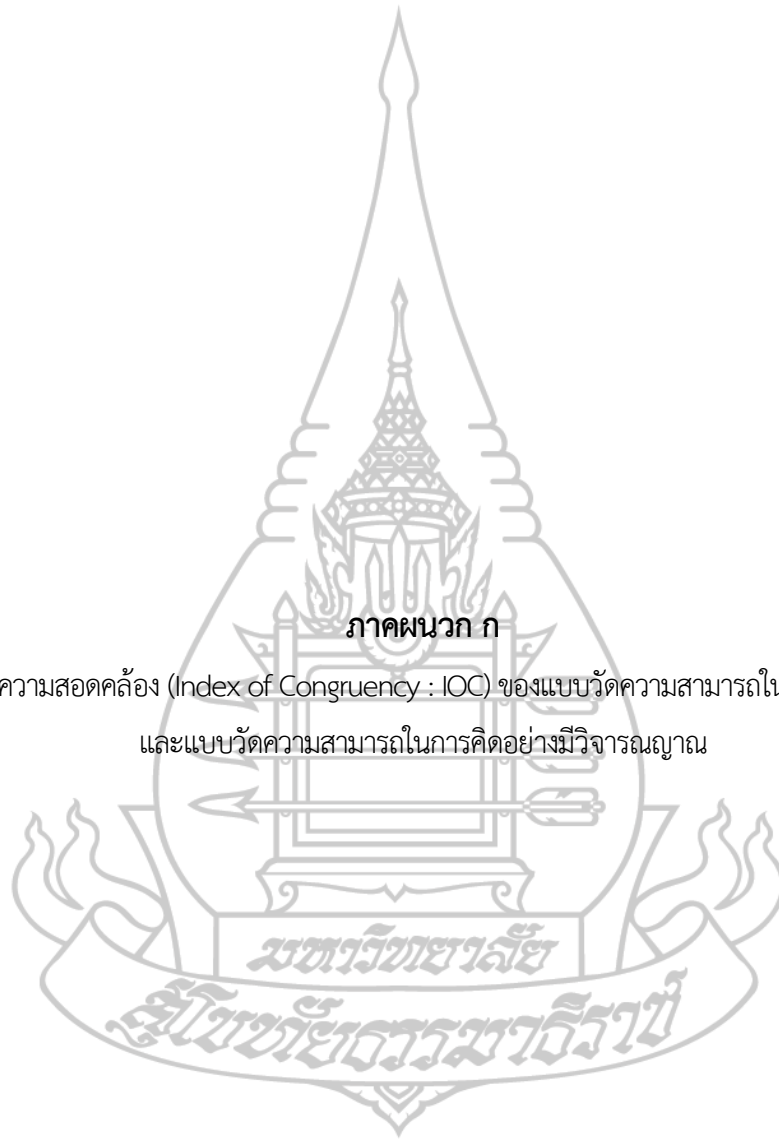 ภาคผนวก ก
ความสอดคล้อง (Index of Congruency : IOC) ของแบบวัดความสามารถใน
และแบบวัดความสามารถในการคิดอย่างมีวิจารณญาณ
มหาวิทยาลัย
สุโขทัยธรรมาธิราช